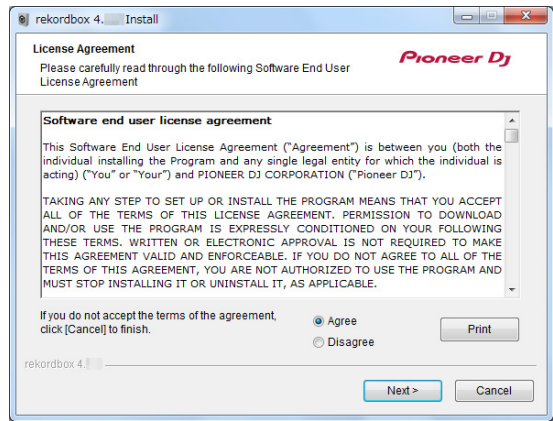 rekordbox 4. Install
License Agreement
Please carefully read through the following Software End User
License Agreement
Pioneer Dj
Software end user license agreement
This Software End User License Agreement (“Agreement”) is between you (both the
individual installing the Program and any single legal entity for which the individual is
acting) (“You” or “Your”) and PIONEER DJ CORPORATION (“Pioneer DJ”).
TAKING ANY STEP TO SET UP OR INSTALL THE PROGRAM MEANS THAT YOU ACCEPT
ALL OF THE TERMS OF THIS LICENSE AGREEMENT. PERMISSION TO DOWNLOAD
AND/OR USE THE PROGRAM IS EXPRESSLY CONDITIONED ON YOUR FOLLOWING
THESE TERMS. WRITTEN OR ELECTRONIC APPROVAL IS NOT REQUIRED TO MAKE
THIS AGREEMENT VALID AND ENFORCEABLE. IF YOU DO NOT AGREE TO ALL OF THE
TERMS OF THIS AGREEMENT, YOU ARE NOT AUTHORIZED TO USE THE PROGRAM AND
MUST STOP INSTALLING IT OR UNINSTALL IT, AS APPLICABLE.
If you do not accept the terms of the agreement,
click [Cancel] to finish.
Agree
Disagree
Print
rekordbox 4.
Next >
Cancel